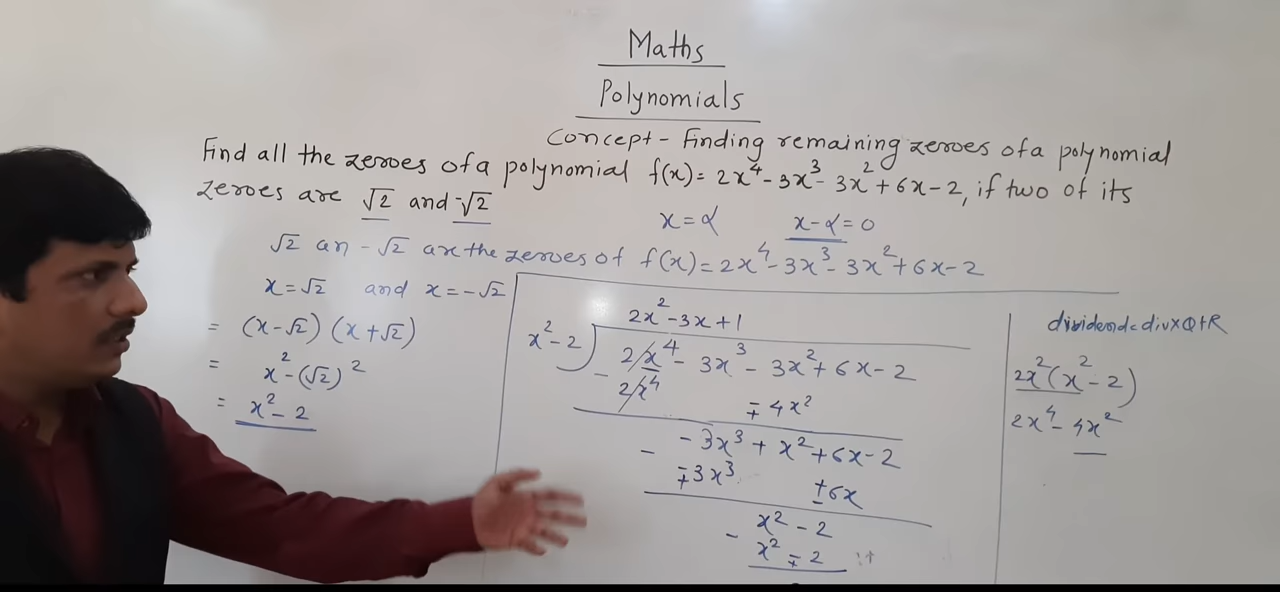 Maths
Polynomials
Concept - Finding remaining zeroes of a polynomial
Find all the zeroes of a polynomial f(x)= 2x⁴-3x³-3x²+6x-2, if two of its
zeroes are √2 and -√2
x=α x-α=0
√2 an -√2 are the zeroes of f(x)=2x⁴-3x³-3x²+6x-2
x=√2 and x=-√2
= (x-√2) (x+√2)
= x²-(√2)²
= x²-2
2x²-3x+1
x²-2) 2x⁴-3x³-3x²+6x-2
- 2x⁴ ∓4x²
-3x³+x²+6x-2
- ∓3x³ ±6x
x²-2
- x²∓2
dividend=div×Q+R
2x²(x²-2)
2x⁴-4x²